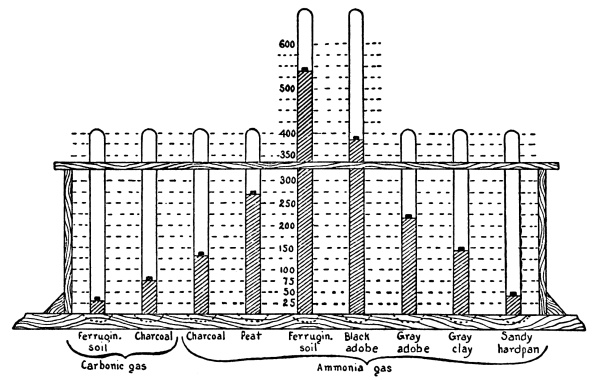 600
500
400
350
300
250
200
150
100
75
50
25
Ferrugin. soil
Charcoal
Charcoal
Peat
Ferrugin. soil
Black adobe
Gray adobe
Gray clay
Sandy hardpan
Carbonic gas
Ammonia gas